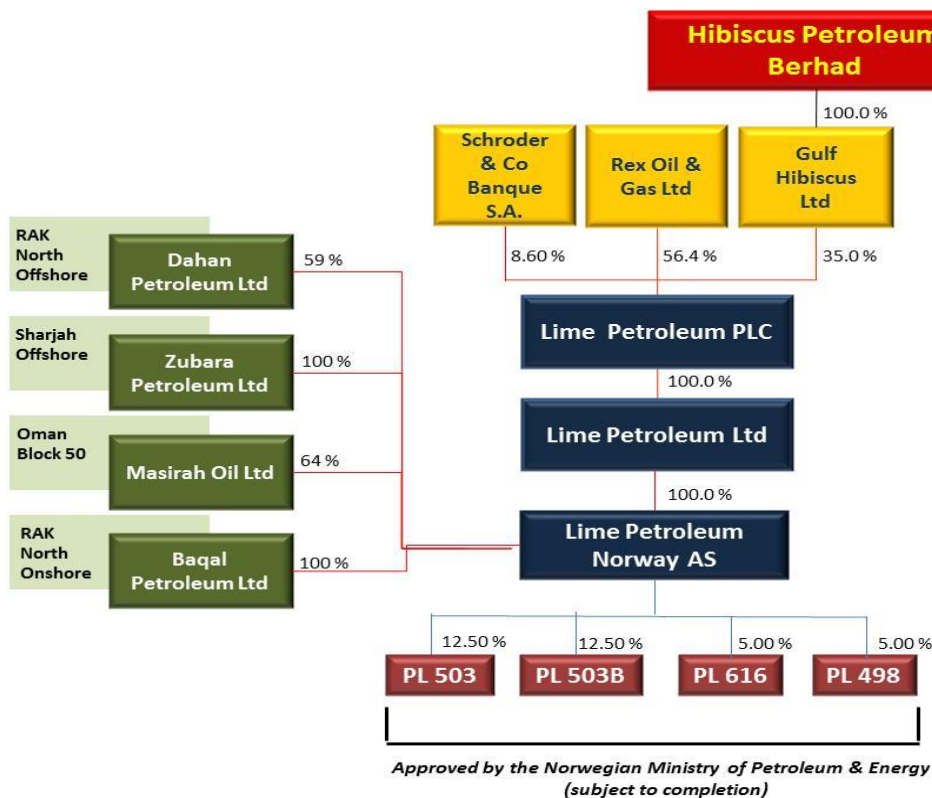 Hibiscus Petroleum
Berhad
100.0 %
Schroder
& Co
Banque
S.A.
Rex Oil &
Gas Ltd
Gulf
Hibiscus
Ltd
8.60 %
56.4 %
35.0 %
Lime Petroleum PLC
100.0 %
Lime Petroleum Ltd
100.0 %
Lime Petroleum
Norway AS
RAK
North
Offshore
Dahan
Petroleum Ltd
59 %
Sharjah
Offshore
Zubara
Petroleum Ltd
100 %
Oman
Block 50
Masirah Oil Ltd
64 %
RAK
North
Onshore
Baqal
Petroleum Ltd
100 %
12.50 %
12.50 %
5.00 %
5.00 %
PL 503
PL 503B
PL 616
PL 498
Approved by the Norwegian Ministry of Petroleum & Energy
(subject to completion)